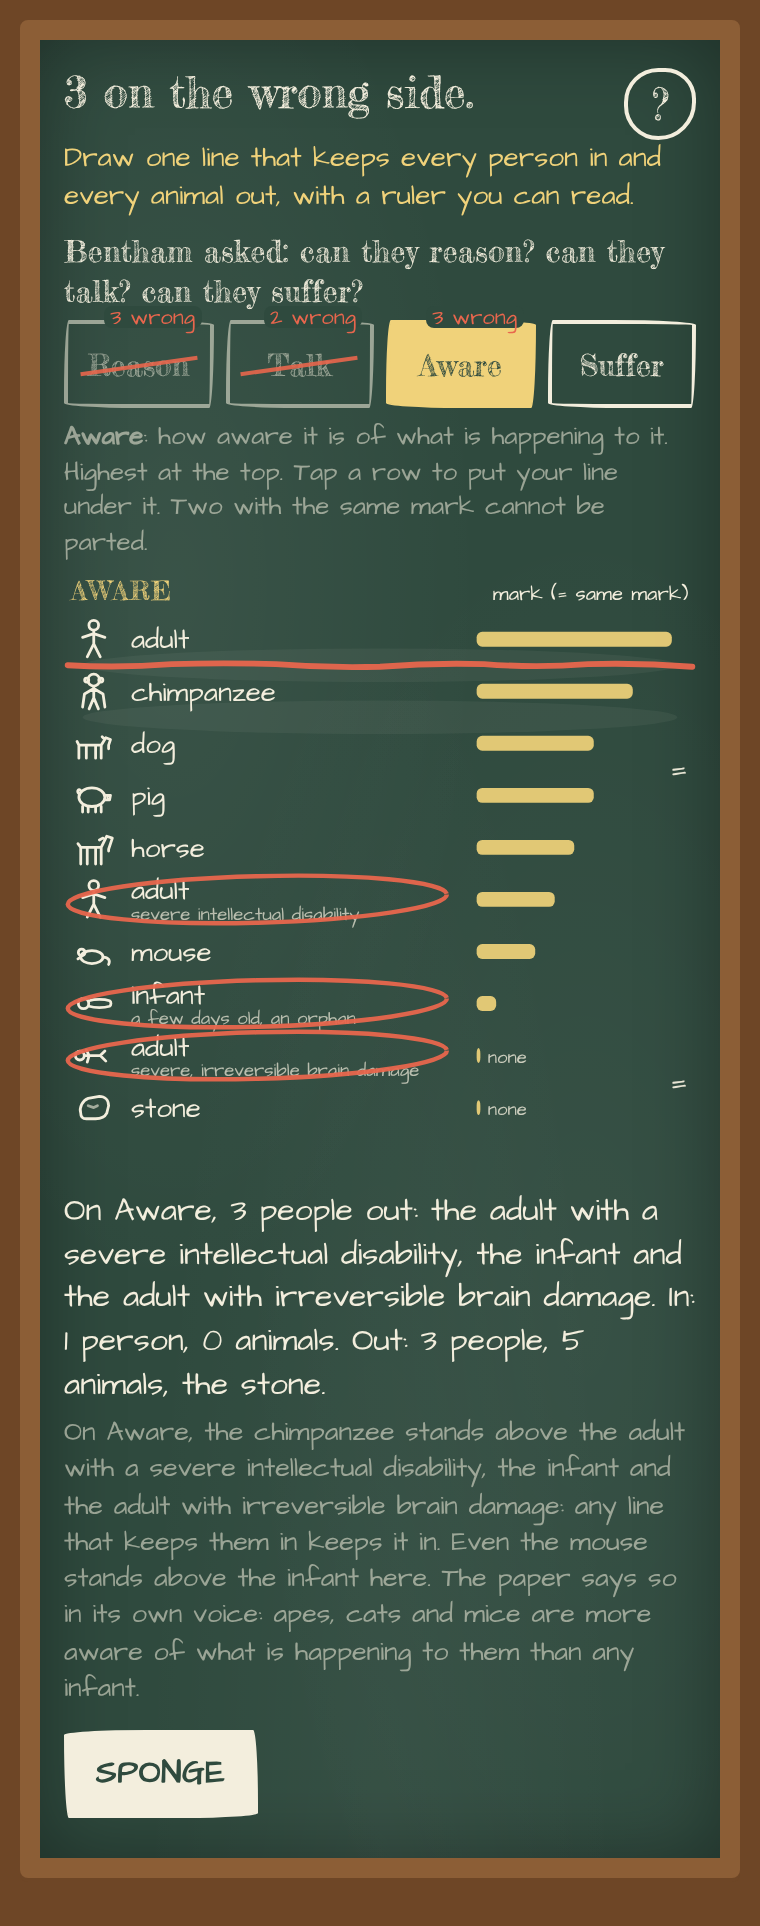 3 on the wrong side.
?
Draw one line that keeps every person in and
every animal out, with a ruler you can read.
Bentham asked: can they reason? can they
talk? can they suffer?
3 wrong 2 wrong 3 wrong
Reason Talk Aware Suffer
Aware: how aware it is of what is happening to it.
Highest at the top. Tap a row to put your line
under it. Two with the same mark cannot be
parted.
AWARE mark (= same mark)
adult
chimpanzee
dog
=
pig
horse
adult
severe intellectual disability
mouse
infant
a few days old, an orphan
adult
severe, irreversible brain damage none
=
stone none
On Aware, 3 people out: the adult with a
severe intellectual disability, the infant and
the adult with irreversible brain damage. In:
1 person, 0 animals. Out: 3 people, 5
animals, the stone.
On Aware, the chimpanzee stands above the adult
with a severe intellectual disability, the infant and
the adult with irreversible brain damage: any line
that keeps them in keeps it in. Even the mouse
stands above the infant here. The paper says so
in its own voice: apes, cats and mice are more
aware of what is happening to them than any
infant.
SPONGE